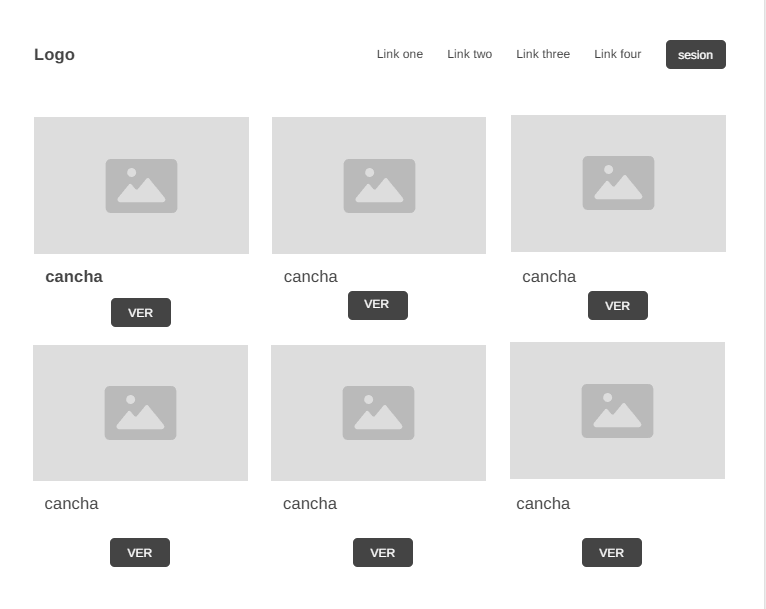 Logo
Link one
Link two
Link three
Link four
sesion
cancha
cancha
cancha
VER
VER
VER
cancha
cancha
cancha
VER
VER
VER